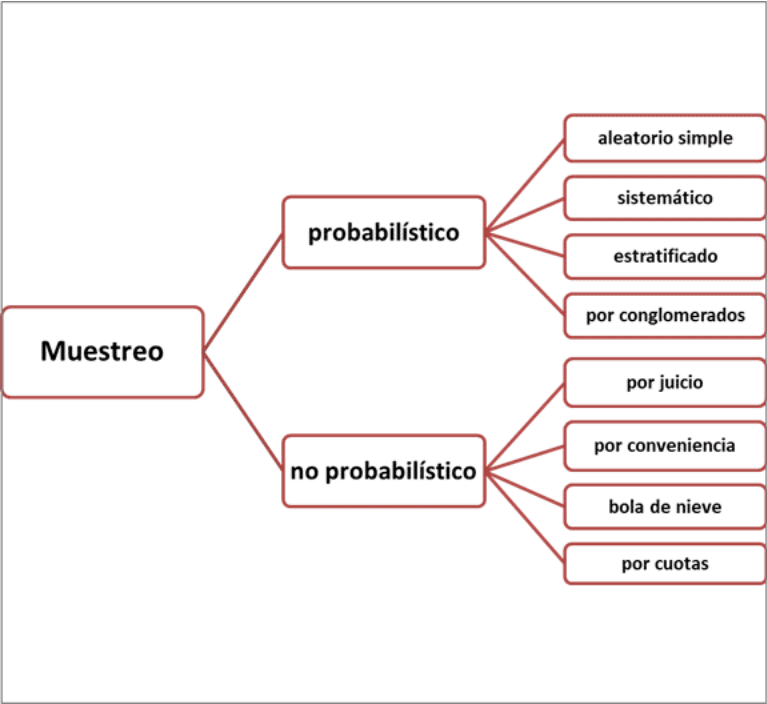 Muestreo
probabilístico
aleatorio simple
sistemático
estratificado
por conglomerados
no probabilístico
por juicio
por conveniencia
bola de nieve
por cuotas